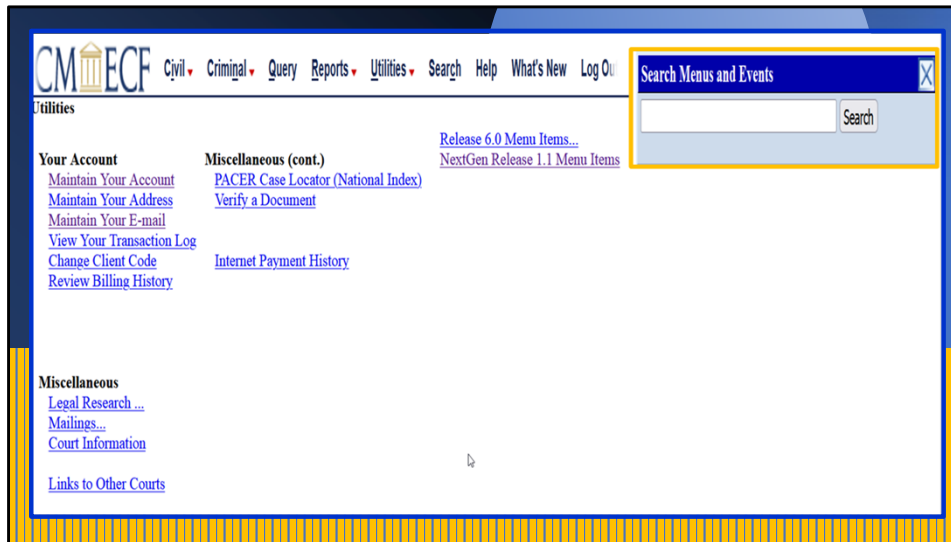 CM ECF Civil Criminal Query Reports Utilities Search Help What's New Log Ou
Search Menus and Events
Search
Utilities
Your Account
Maintain Your Account
Maintain Your Address
Maintain Your E-mail
View Your Transaction Log
Change Client Code
Review Billing History
Miscellaneous (cont.)
PACER Case Locator (National Index)
Verify a Document
Internet Payment History
Release 6.0 Menu Items...
NextGen Release 1.1 Menu Items
Miscellaneous
Legal Research ...
Mailings...
Court Information
Links to Other Courts